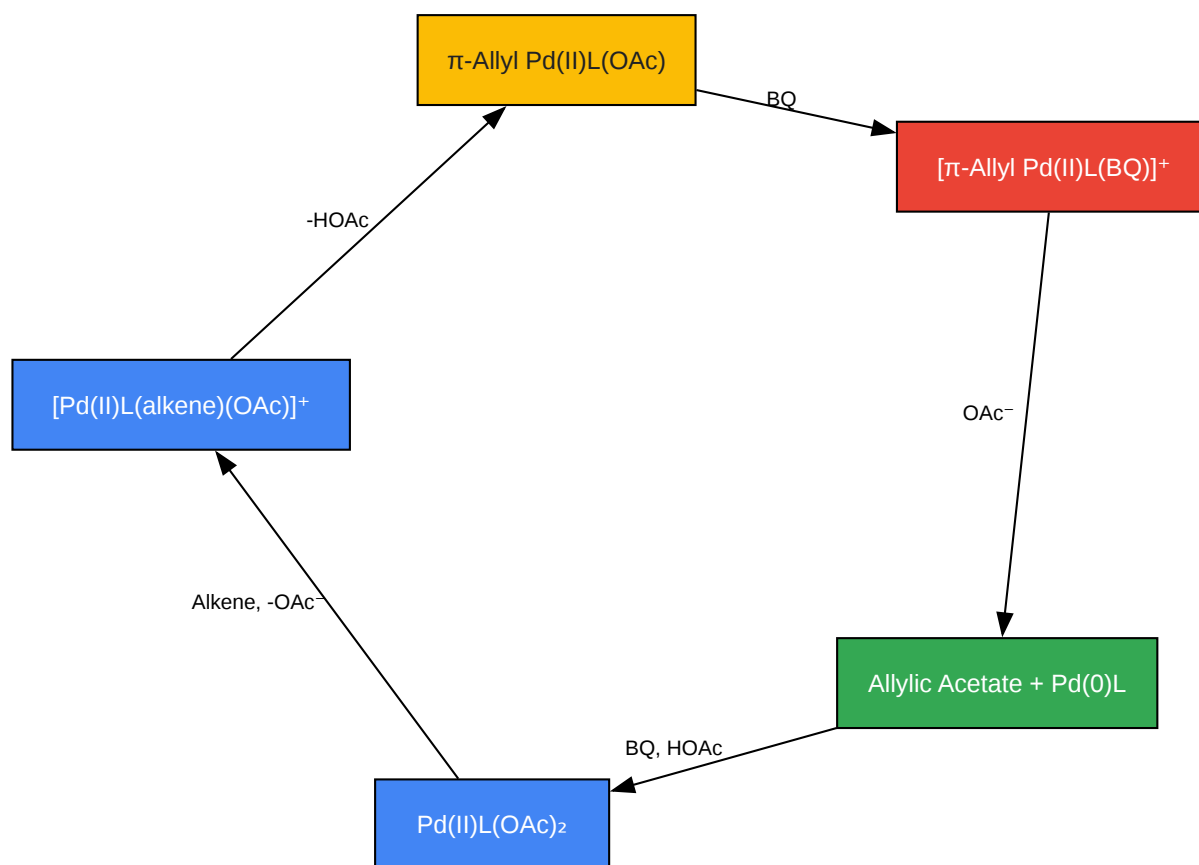 π-Allyl Pd(II)L(OAc)
BQ
[π-Allyl Pd(II)L(BQ)]⁺
-HOAc
[Pd(II)L(alkene)(OAc)]⁺
OAc⁻
Alkene, -OAc⁻
Allylic Acetate + Pd(0)L
BQ, HOAc
Pd(II)L(OAc)₂